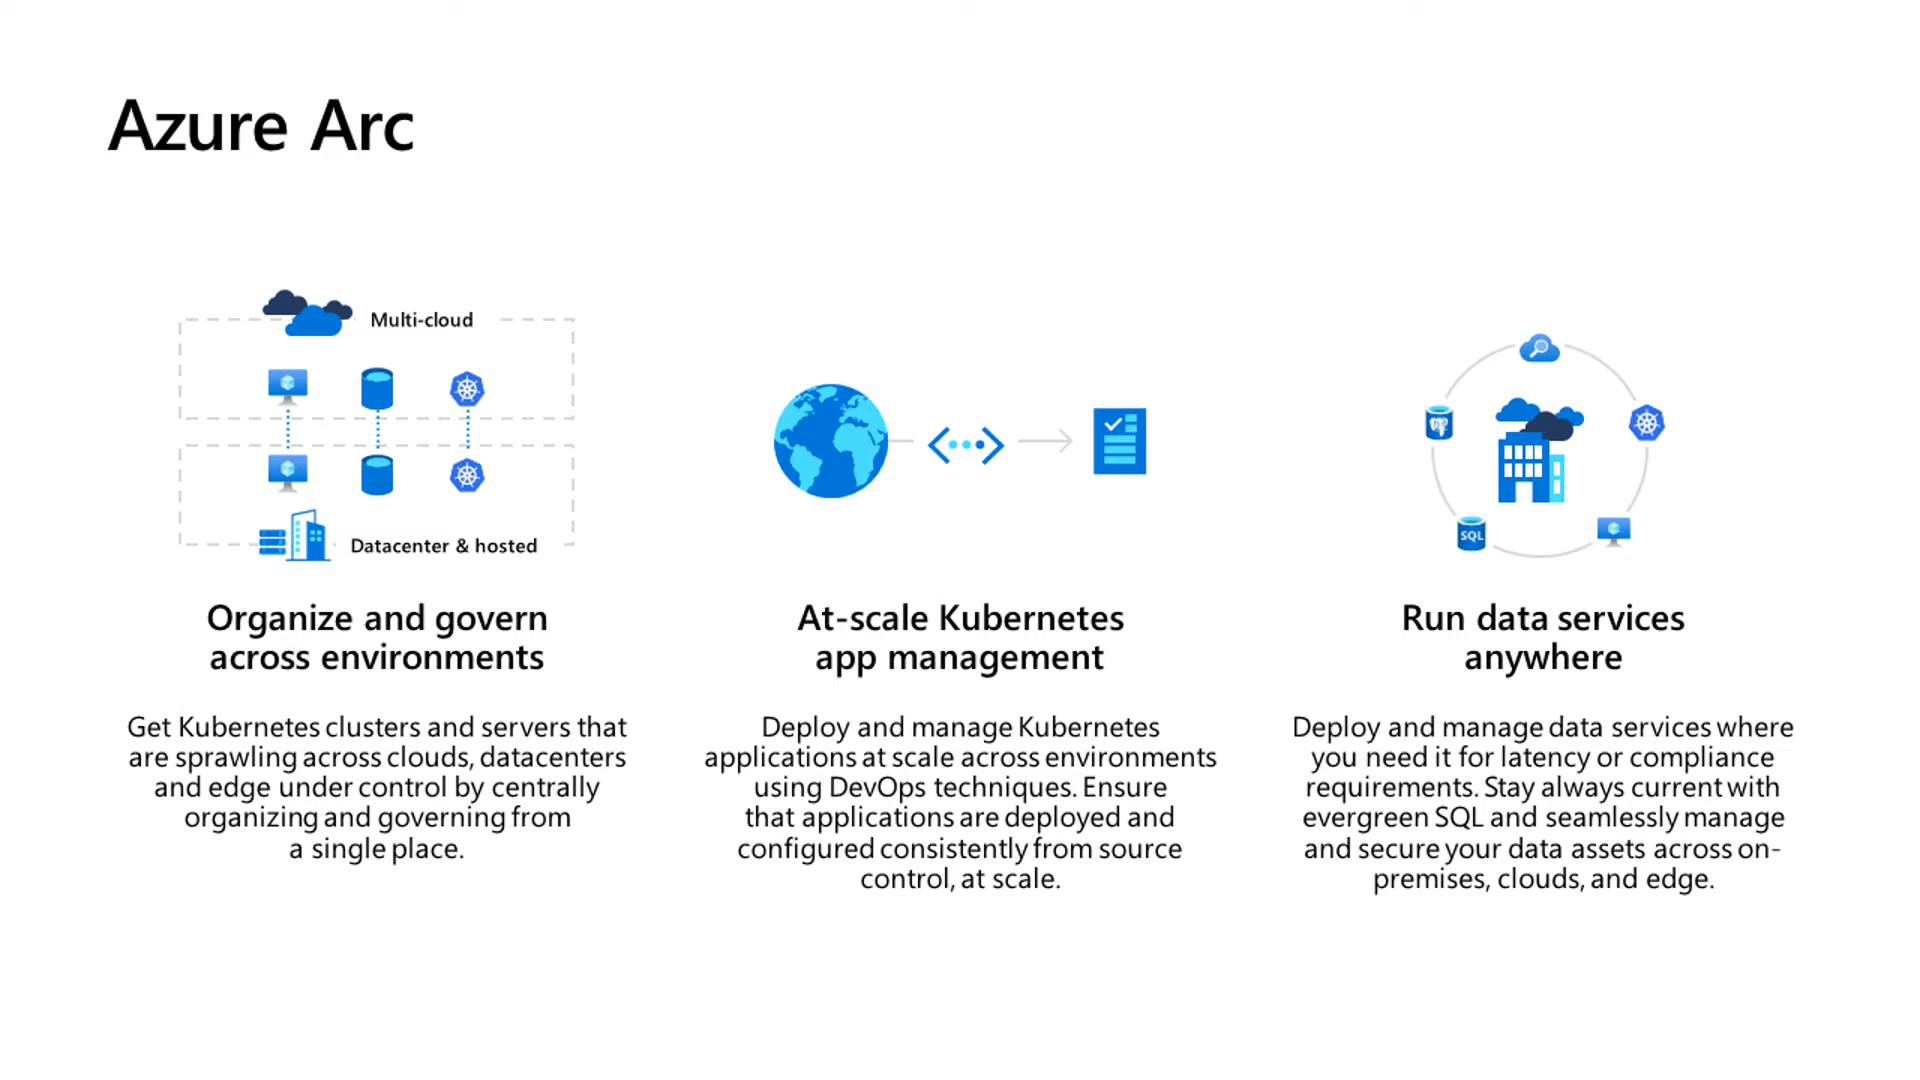 Azure Arc
Multi-cloud
Datacenter & hosted
SQL
Organize and govern
across environments
Get Kubernetes clusters and servers that
are sprawling across clouds, datacenters
and edge under control by centrally
organizing and governing from
a single place.
At-scale Kubernetes
app management
Deploy and manage Kubernetes
applications at scale across environments
using DevOps techniques. Ensure
that applications are deployed and
configured consistently from source
control, at scale.
Run data services
anywhere
Deploy and manage data services where
you need it for latency or compliance
requirements. Stay always current with
evergreen SQL and seamlessly manage
and secure your data assets across on-
premises, clouds, and edge.